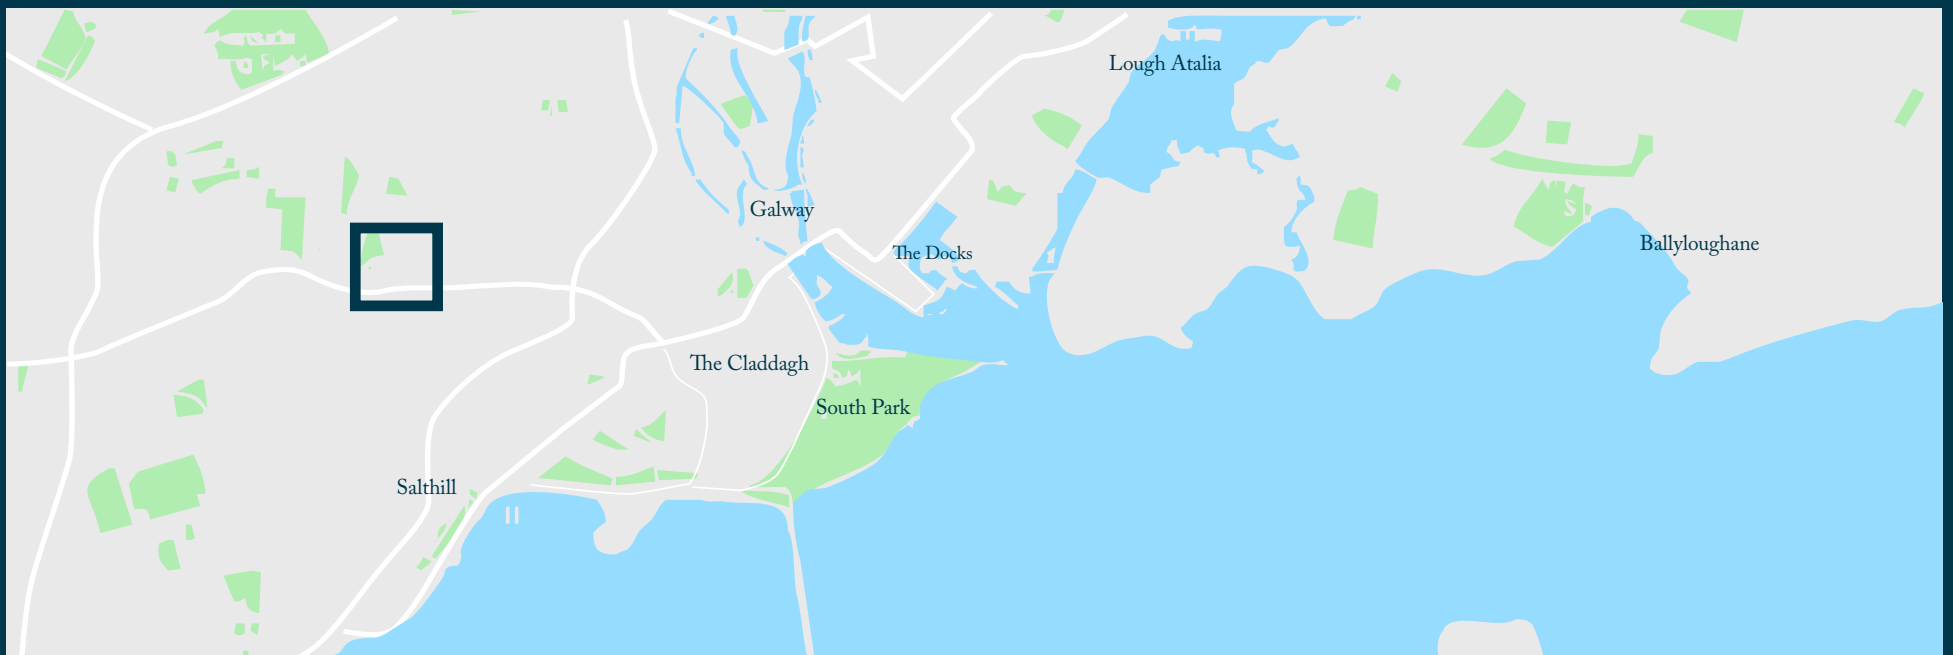 Lough Atalia
Galway
The Docks
Ballyloughane
The Claddagh
South Park
Salthill